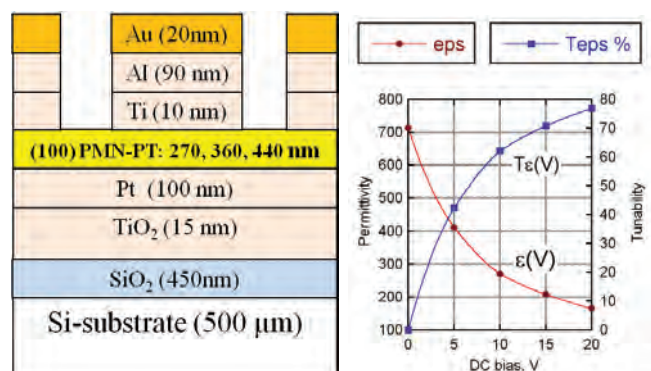 Au (20nm)
Al (90 nm)
Ti (10 nm)
(100) PMN-PT: 270, 360, 440 nm
Pt (100 nm)
TiO₂ (15 nm)
SiO₂ (450nm)
Si-substrate (500 μm)
eps
Teps %
800
700
600
500
400
300
200
100
Permittivity
80
70
60
50
40
30
20
10
0
Tunability
Tε(V)
ε(V)
0 5 10 15 20
DC bias, V